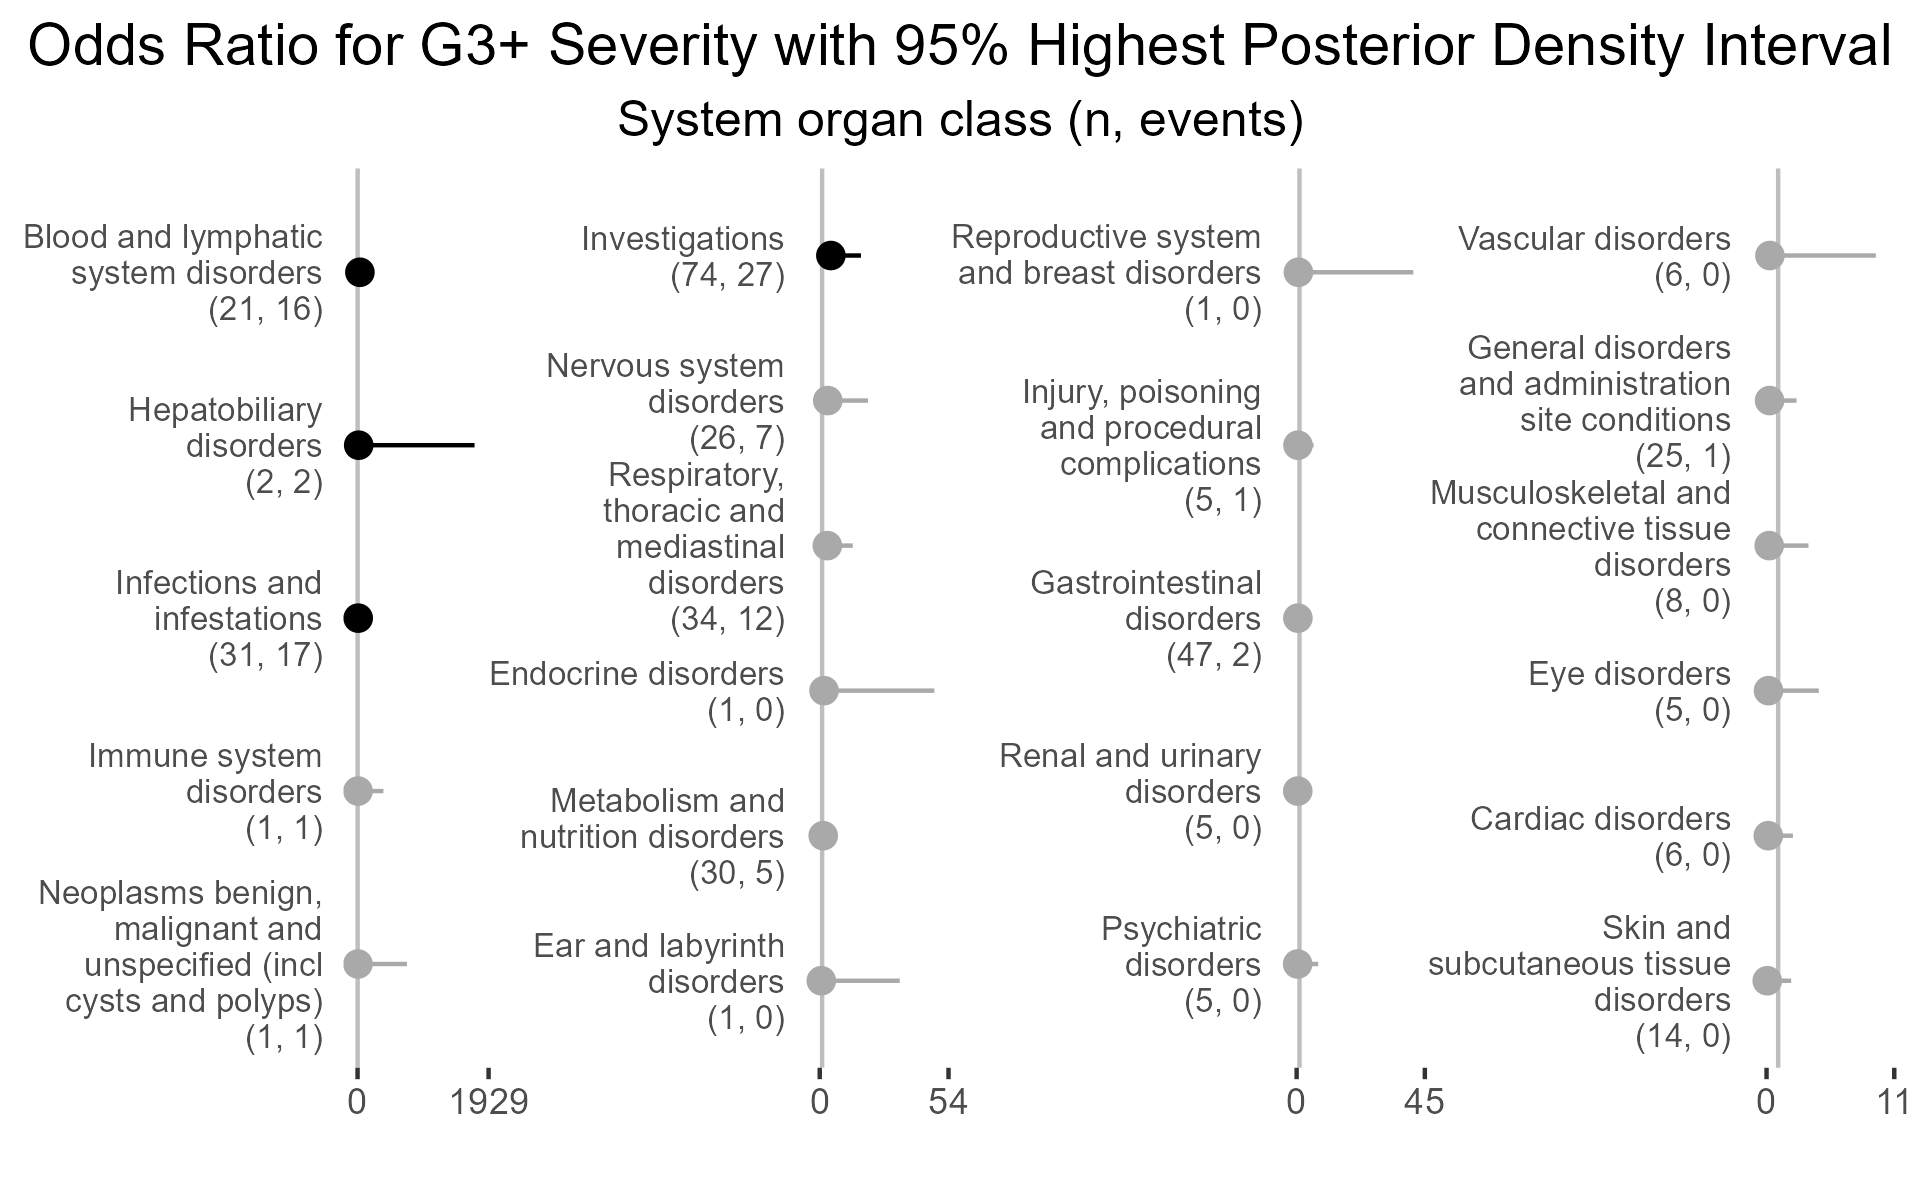 Odds Ratio for G3+ Severity with 95% Highest Posterior Density Interval
System organ class (n, events)
Blood and lymphatic
system disorders
(21, 16)
Hepatobiliary
disorders
(2, 2)
Infections and
infestations
(31, 17)
Immune system
disorders
(1, 1)
Neoplasms benign,
malignant and
unspecified (incl
cysts and polyps)
(1, 1)
0
1929
Investigations
(74, 27)
Nervous system
disorders
(26, 7)
Respiratory,
thoracic and
mediastinal
disorders
(34, 12)
Endocrine disorders
(1, 0)
Metabolism and
nutrition disorders
(30, 5)
Ear and labyrinth
disorders
(1, 0)
0
54
Reproductive system
and breast disorders
(1, 0)
Injury, poisoning
and procedural
complications
(5, 1)
Gastrointestinal
disorders
(47, 2)
Renal and urinary
disorders
(5, 0)
Psychiatric
disorders
(5, 0)
0
45
Vascular disorders
(6, 0)
General disorders
and administration
site conditions
(25, 1)
Musculoskeletal and
connective tissue
disorders
(8, 0)
Eye disorders
(5, 0)
Cardiac disorders
(6, 0)
Skin and
subcutaneous tissue
disorders
(14, 0)
0
11